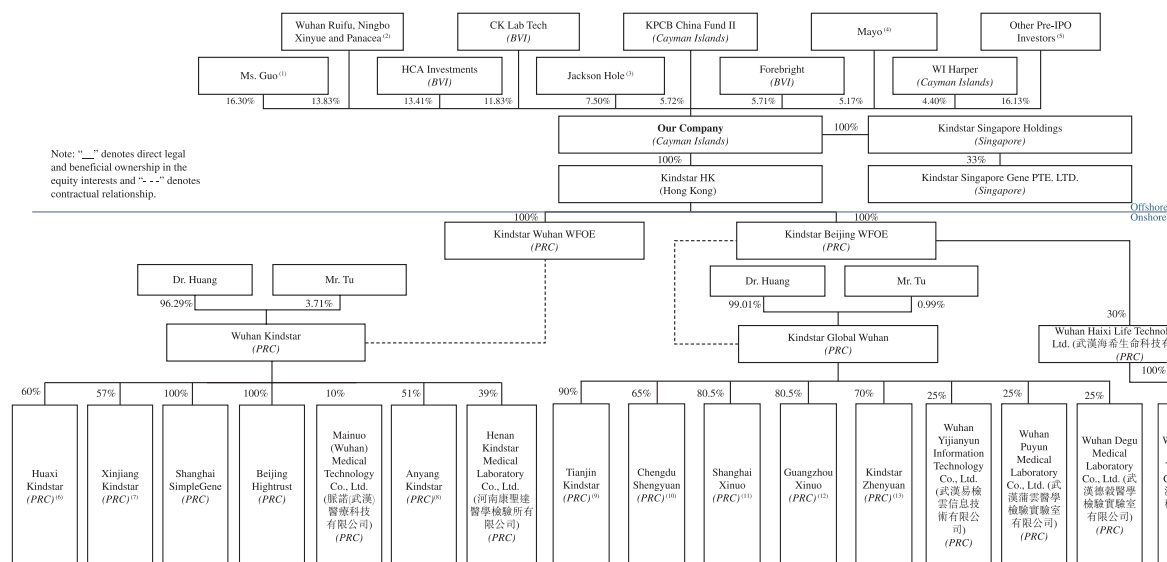 Wuhan Ruifu, Ningbo
Xinyue and Panacea (2)
CK Lab Tech
(BVI)
KPCB China Fund II
(Cayman Islands)
Mayo (4)
Other Pre-IPO
Investors (5)
Ms. Guo (1)
HCA Investments
(BVI)
Jackson Hole (3)
Forebright
(BVI)
WI Harper
(Cayman Islands)
16.30%
13.83%
13.41%
11.83%
7.50%
5.72%
5.71%
5.17%
4.40%
16.13%
Our Company
(Cayman Islands)
100%
Kindstar Singapore Holdings
(Singapore)
100%
33%
Kindstar HK
(Hong Kong)
Kindstar Singapore Gene PTE. LTD.
(Singapore)
Note: “__” denotes direct legal
and beneficial ownership in the
equity interests and “- - -” denotes
contractual relationship.
Offshore
Onshore
100%
100%
Kindstar Wuhan WFOE
(PRC)
Kindstar Beijing WFOE
(PRC)
Dr. Huang
Mr. Tu
Dr. Huang
Mr. Tu
96.29%
3.71%
99.01%
0.99%
30%
Wuhan Kindstar
(PRC)
Kindstar Global Wuhan
(PRC)
Wuhan Haixi Life Technol
Ltd. (武漢海希生命科技有
(PRC)
100%
60%
57%
100%
100%
10%
51%
39%
90%
65%
80.5%
80.5%
70%
25%
25%
25%
Huaxi
Kindstar
(PRC) (6)
Xinjiang
Kindstar
(PRC) (7)
Shanghai
SimpleGene
(PRC)
Beijing
Hightrust
(PRC)
Mainuo
(Wuhan)
Medical
Technology
Co., Ltd.
(脈諾(武漢)
醫療科技
有限公司)
(PRC)
Anyang
Kindstar
(PRC) (8)
Henan
Kindstar
Medical
Laboratory
Co., Ltd.
(河南康聖達
醫學檢驗所有
限公司)
(PRC)
Tianjin
Kindstar
(PRC) (9)
Chengdu
Shengyuan
(PRC) (10)
Shanghai
Xinuo
(PRC) (11)
Guangzhou
Xinuo
(PRC) (12)
Kindstar
Zhenyuan
(PRC) (13)
Wuhan
Yijianyun
Information
Technology
Co., Ltd.
(武漢易檢
雲信息技
術有限公
司)
(PRC)
Wuhan
Puyun
Medical
Laboratory
Co., Ltd. (武
漢蒲雲醫學
檢驗實驗室
有限公司)
(PRC)
Wuhan Degu
Medical
Laboratory
Co., Ltd. (武
漢德穀醫學
檢驗實驗室
有限公司)
(PRC)